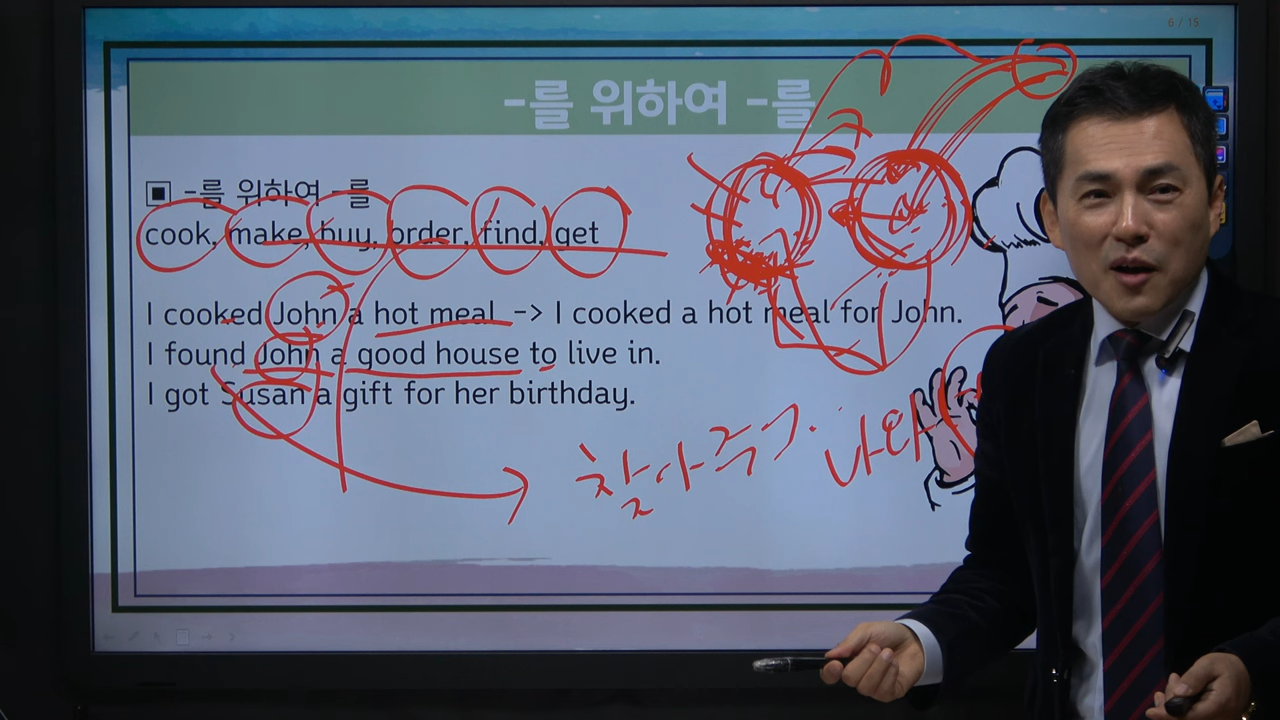 6 / 15
-를 위하여 -를
▣ -를 위하여 -를
cook, make, buy, order, find, get
I cooked John a hot meal -> I cooked a hot meal for John.
I found John a good house to live in.
I got Susan a gift for her birthday.
찾아주기